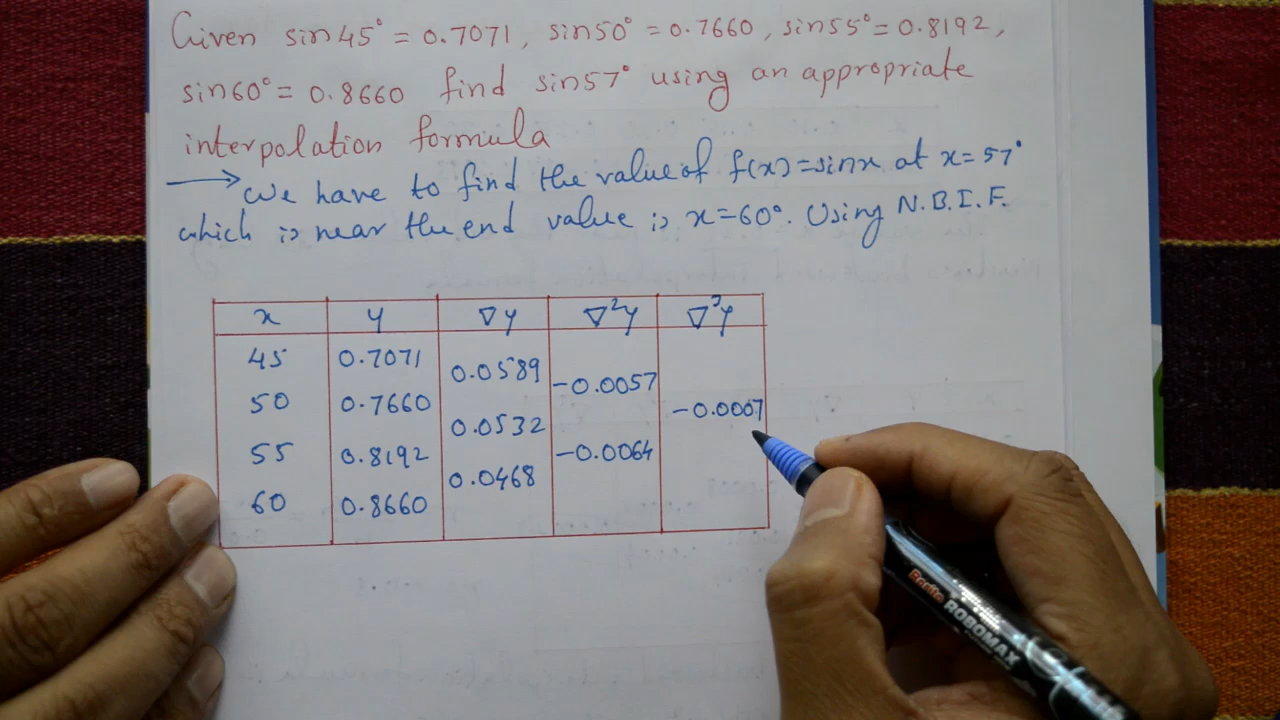 Given sin45° = 0.7071, sin50° = 0.7660, sin55° = 0.8192,
sin60° = 0.8660 find sin57° using an appropriate
interpolation formula
→ We have to find the value of f(x)=sinx at x=57°
which is near the end value is x=60°. Using N.B.I.F.
x y ∇y ∇²y ∇³y
45 0.7071
0.0589
-0.0057
50 0.7660
-0.0007
0.0532
55 0.8192
-0.0064
0.0468
60 0.8660
ROBOMAX